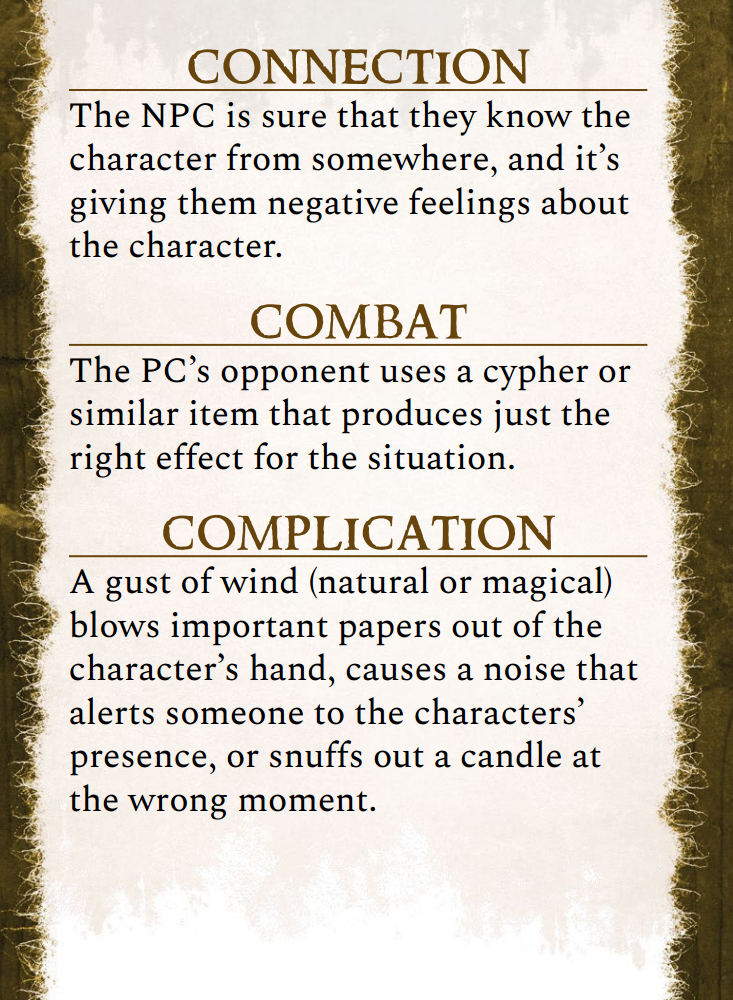 CONNECTION
The NPC is sure that they know the
character from somewhere, and it’s
giving them negative feelings about
the character.
COMBAT
The PC’s opponent uses a cypher or
similar item that produces just the
right effect for the situation.
COMPLICATION
A gust of wind (natural or magical)
blows important papers out of the
character’s hand, causes a noise that
alerts someone to the characters’
presence, or snuffs out a candle at
the wrong moment.